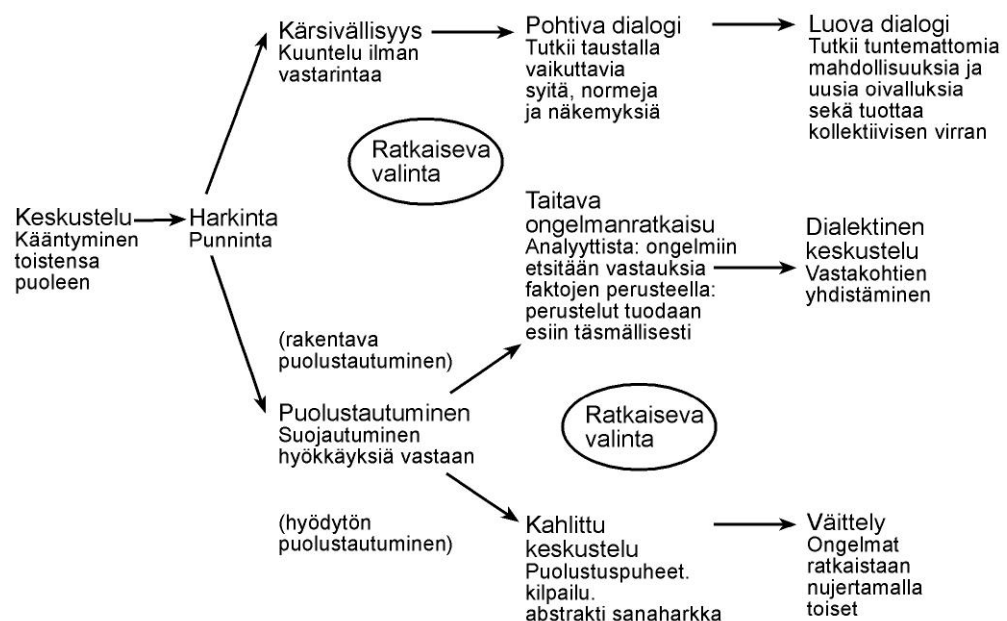 Kärsivällisyys
Kuuntelu ilman
vastarintaa
Pohtiva dialogi
Tutkii taustalla
vaikuttavia
syitä, normeja
ja näkemyksiä
Luova dialogi
Tutkii tuntemattomia
mahdollisuuksia ja
uusia oivalluksia
sekä tuottaa
kollektiivisen virran
Ratkaiseva
valinta
Keskustelu
Kääntyminen
toistensa
puoleen
Harkinta
Punninta
Taitava
ongelmanratkaisu
Analyyttista: ongelmiin
etsitään vastauksia
faktojen perusteella:
perustelut tuodaan
esiin täsmällisesti
Dialektinen
keskustelu
Vastakohtien
yhdistäminen
(rakentava
puolustautuminen)
Puolustautuminen
Suojautuminen
hyökkäyksiä vastaan
Ratkaiseva
valinta
(hyödytön
puolustautuminen)
Kahlittu
keskustelu
Puolustuspuheet.
kilpailu.
abstrakti sanaharkka
Väittely
Ongelmat
ratkaistaan
nujertamalla
toiset